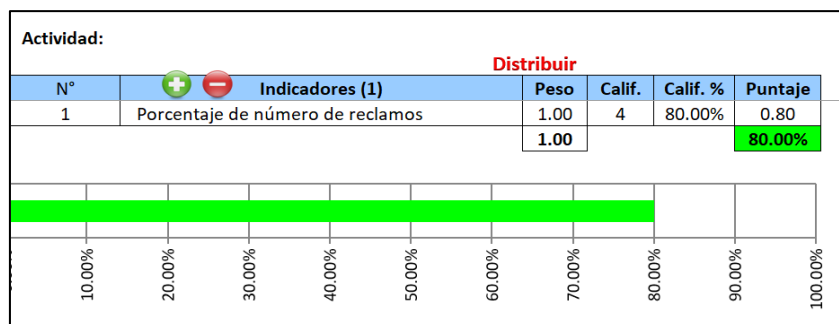 Actividad:
Distribuir
N° Indicadores (1) Peso Calif. Calif. % Puntaje
1 Porcentaje de número de reclamos 1.00 4 80.00% 0.80
1.00 80.00%
10.00% 20.00% 30.00% 40.00% 50.00% 60.00% 70.00% 80.00% 90.00% 100.00%